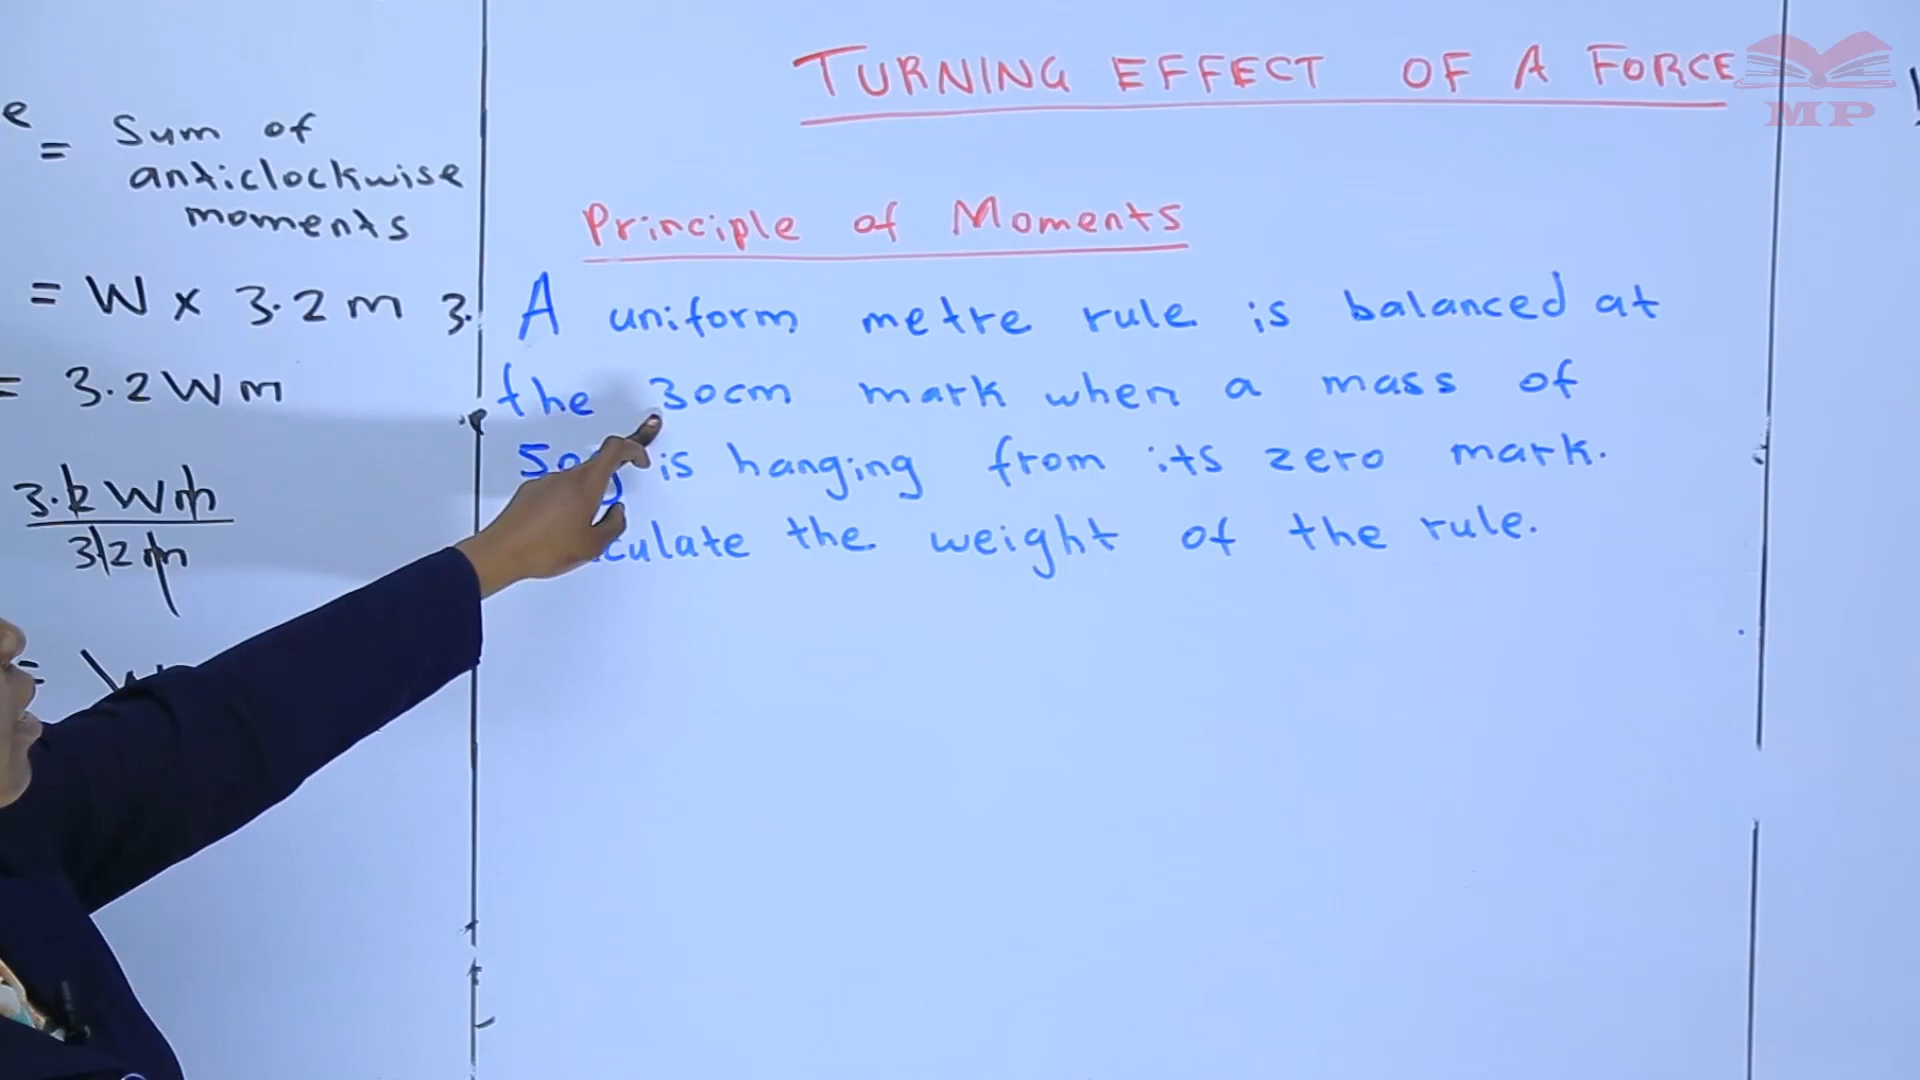 e
= Sum of
anticlockwise
moments
= W x 3.2 m
= 3.2 W m
3.2 W m
3.2 m
=
TURNING EFFECT OF A FORCE
MP
Principle of Moments
3. A uniform metre rule is balanced at
the 30cm mark when a mass of
is hanging from its zero mark.
the weight of the rule.